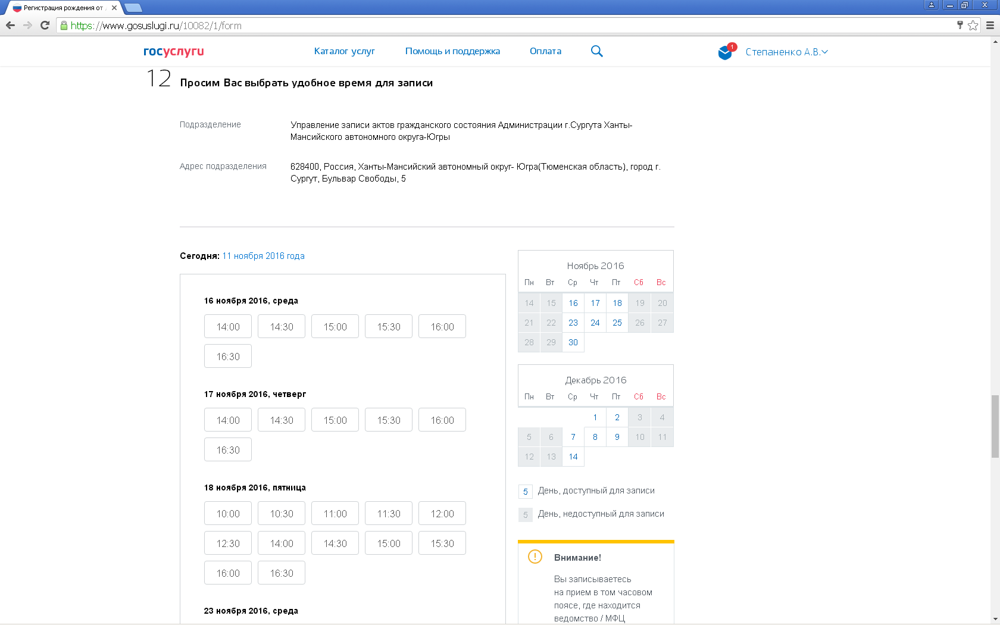 Регистрация рождения от
https://www.gosuslugi.ru/10082/1/form
госуслуги
Каталог услуг
Помощь и поддержка
Оплата
1
Степаненко А.В.
12
Просим Вас выбрать удобное время для записи
Подразделение
Управление записи актов гражданского состояния Администрации г.Сургута Ханты-
Мансийского автономного округа-Югры
Адрес подразделения
628400, Россия, Ханты-Мансийский автономный округ- Югра(Тюменская область), город г.
Сургут, Бульвар Свободы, 5
Сегодня: 11 ноября 2016 года
16 ноября 2016, среда
14:00 14:30 15:00 15:30 16:00
16:30
17 ноября 2016, четверг
14:00 14:30 15:00 15:30 16:00
16:30
18 ноября 2016, пятница
10:00 10:30 11:00 11:30 12:00
12:30 14:00 14:30 15:00 15:30
16:00 16:30
23 ноября 2016, среда
Ноябрь 2016
Пн Вт Ср Чт Пт Сб Вс
14 15 16 17 18 19 20
21 22 23 24 25 26 27
28 29 30
Декабрь 2016
Пн Вт Ср Чт Пт Сб Вс
1 2 3 4
5 6 7 8 9 10 11
12 13 14
5 День, доступный для записи
5 День, недоступный для записи
Внимание!
Вы записываетесь
на прием в том часовом
поясе, где находится
ведомство / МФЦ